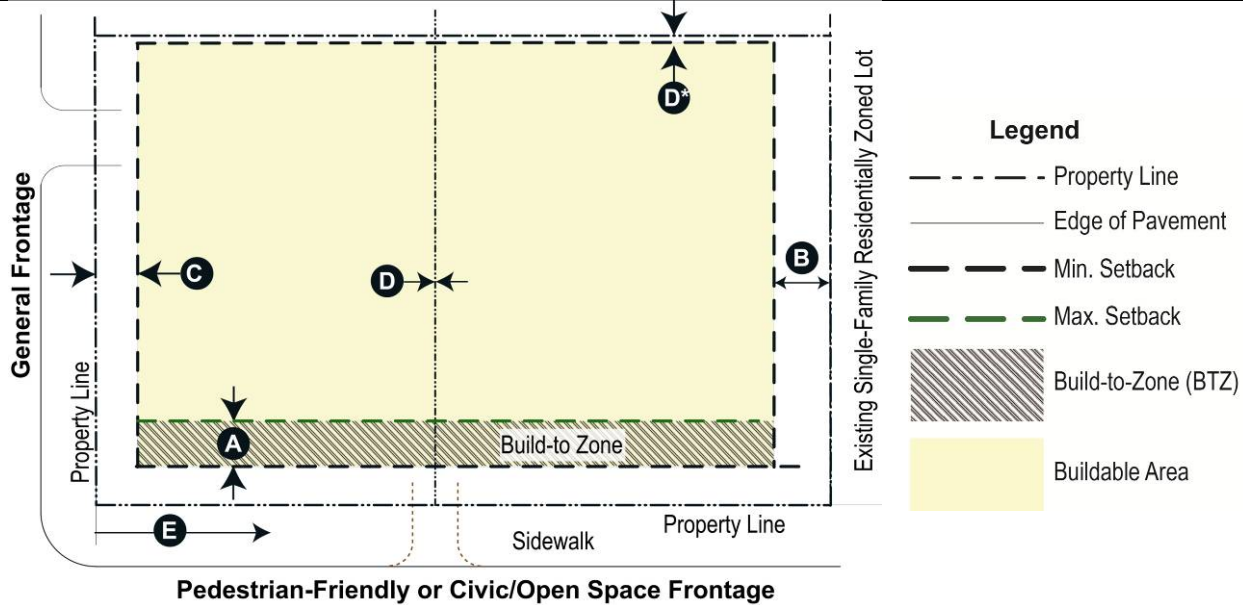 D*
General Frontage
Property Line
C
D
B
A
Build-to Zone
E
Sidewalk
Property Line
Pedestrian-Friendly or Civic/Open Space Frontage
Existing Single-Family Residentially Zoned Lot
Legend
Property Line
Edge of Pavement
Min. Setback
Max. Setback
Build-to-Zone (BTZ)
Buildable Area